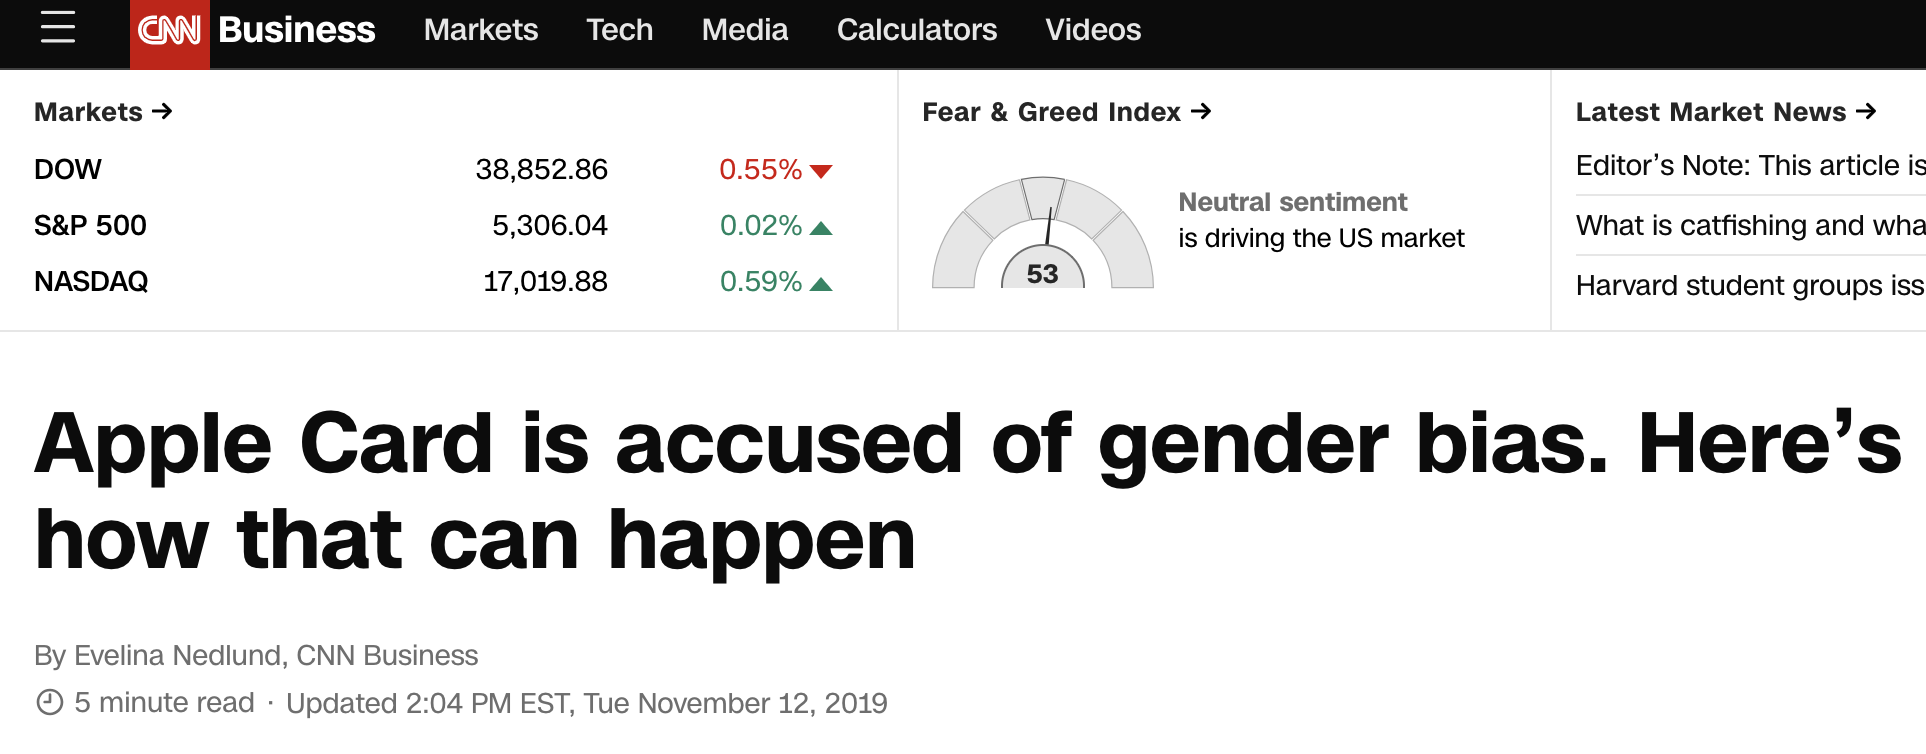 CNN Business Markets Tech Media Calculators Videos
Markets →
DOW 38,852.86 0.55% ▼
S&P 500 5,306.04 0.02% ▲
NASDAQ 17,019.88 0.59% ▲
Fear & Greed Index →
53
Neutral sentiment
is driving the US market
Latest Market News →
Editor’s Note: This article is
What is catfishing and wha
Harvard student groups iss
Apple Card is accused of gender bias. Here’s
how that can happen
By Evelina Nedlund, CNN Business
5 minute read · Updated 2:04 PM EST, Tue November 12, 2019